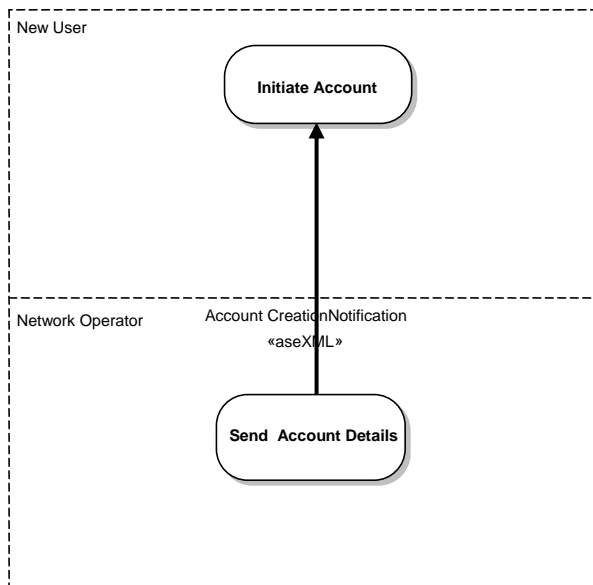 New User
Initiate Account
Network Operator
Account CreationNotification
«aseXML»
Send  Account Details